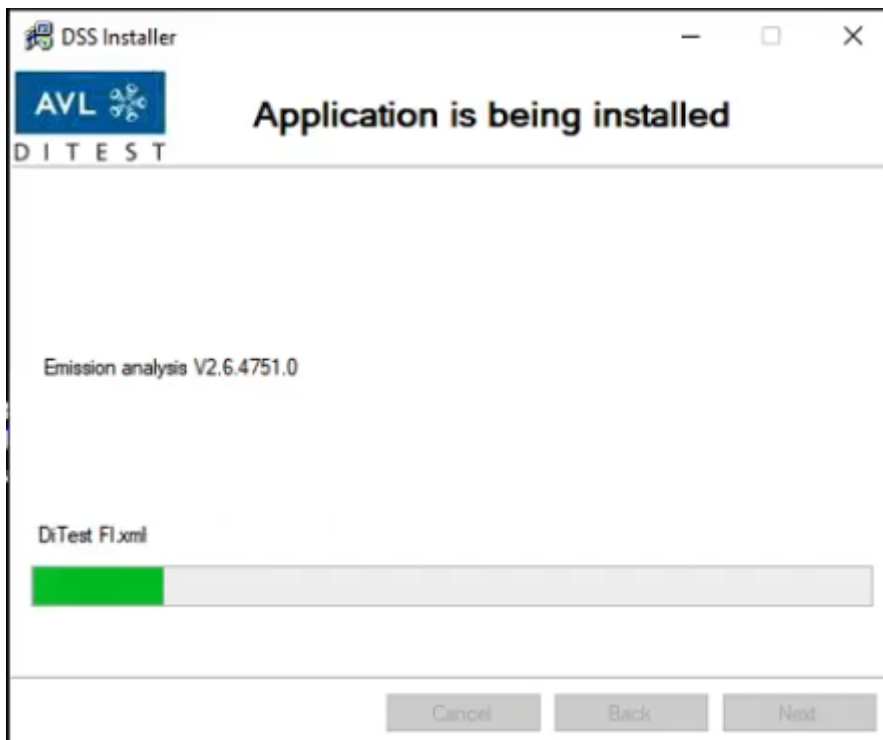 DSS Installer
AVL
DITEST
Application is being installed
Emission analysis V2.6.4751.0
DiTest FI.xml
Cancel
Back
Next